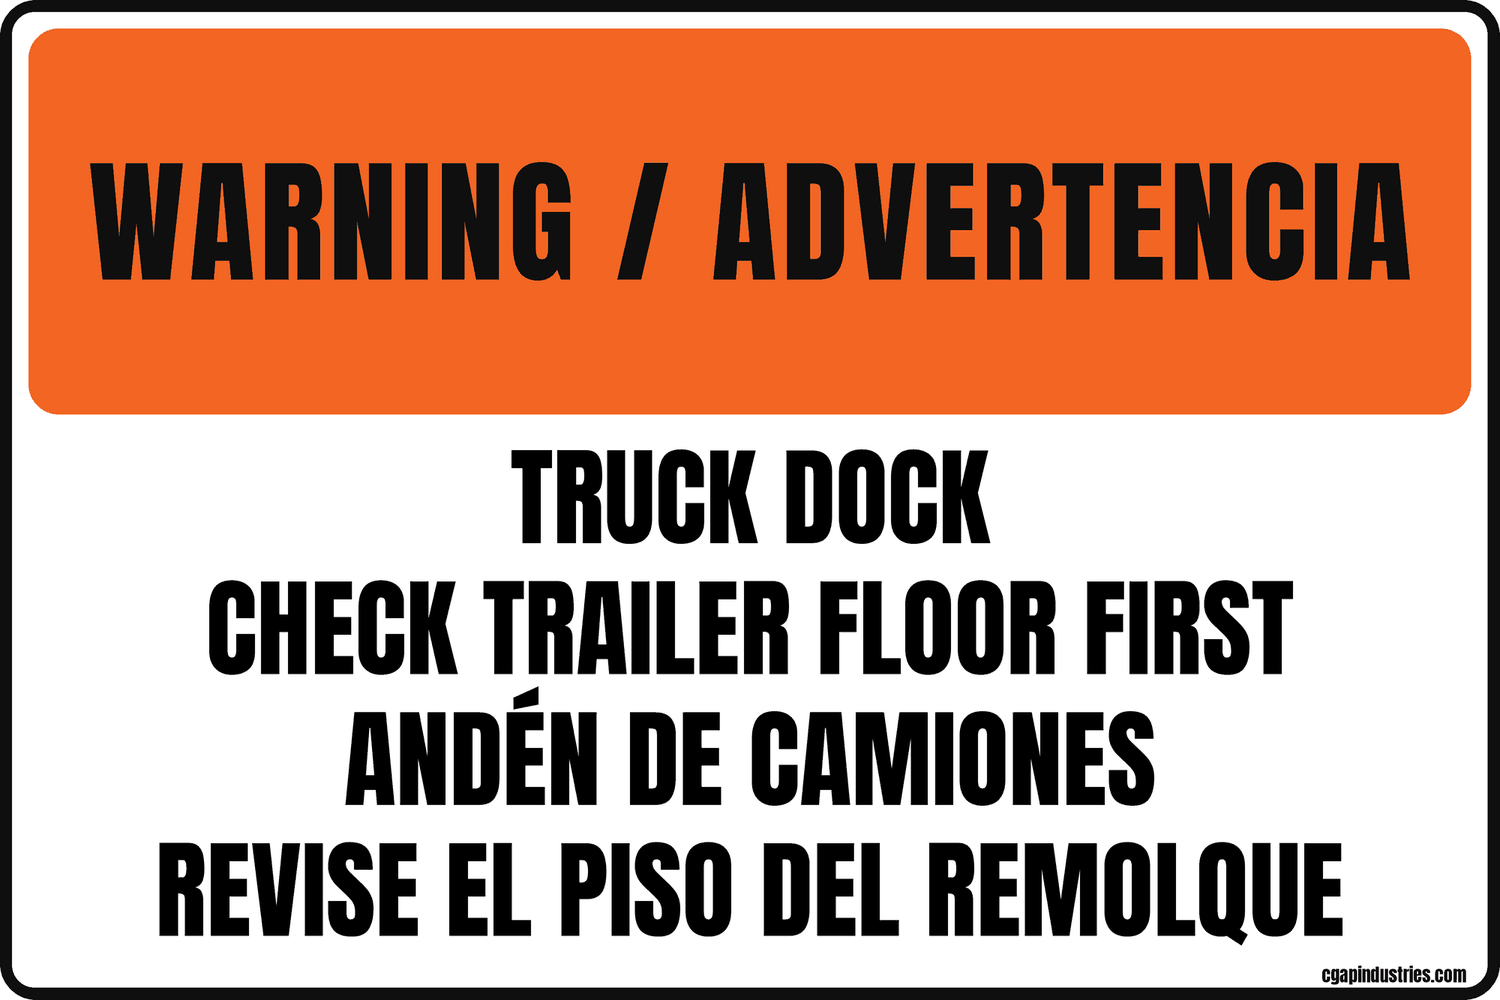 WARNING / ADVERTENCIA
TRUCK DOCK
CHECK TRAILER FLOOR FIRST
ANDÉN DE CAMIONES
REVISE EL PISO DEL REMOLQUE
cgapindustries.com